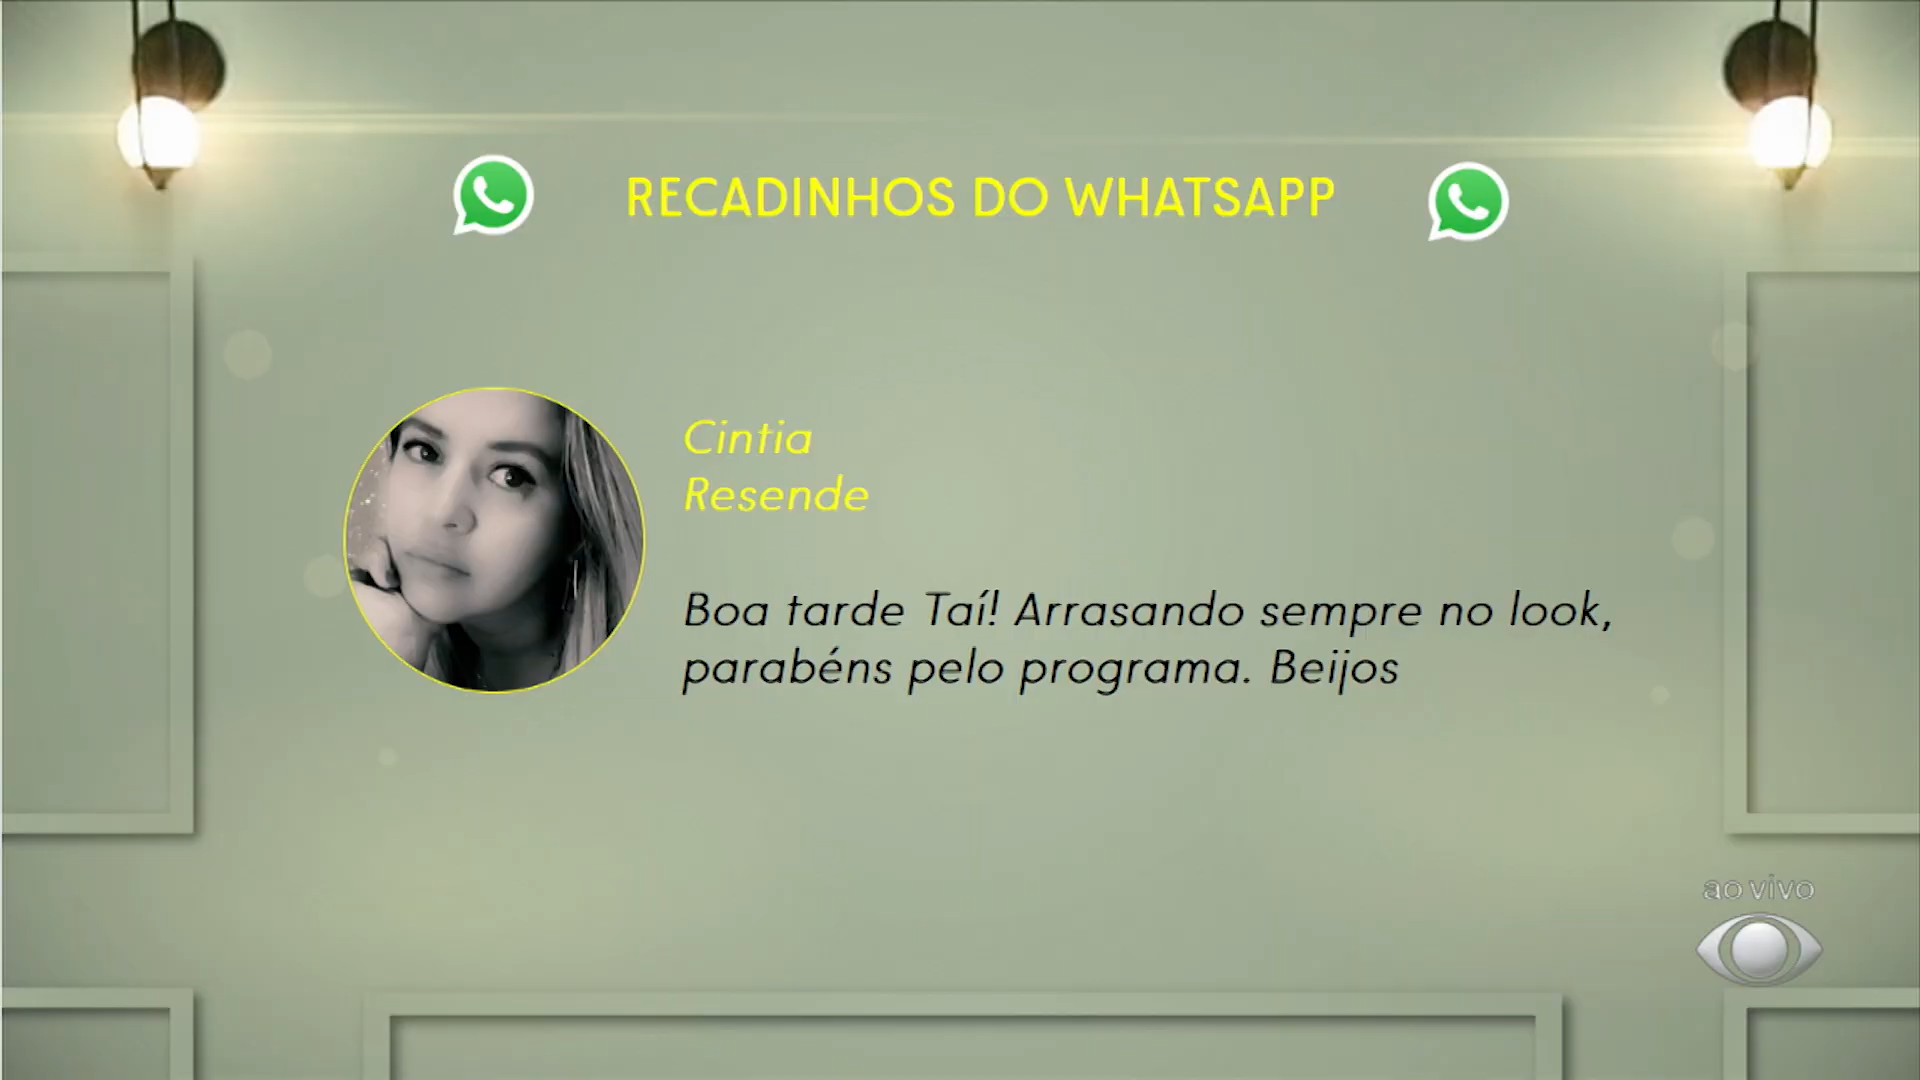 RECADINHOS DO WHATSAPP
Cintia
Resende
Boa tarde Taí! Arrasando sempre no look,
parabéns pelo programa. Beijos
ao vivo